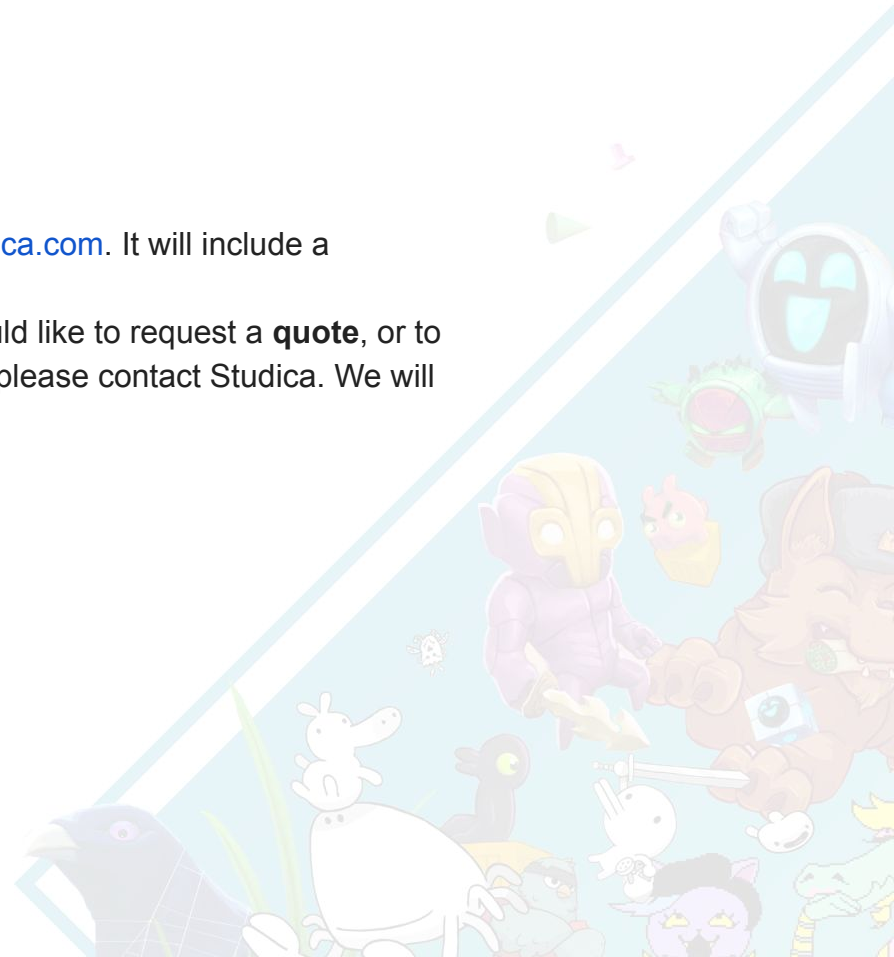 ca.com. It will include a
ld like to request a quote, or to
please contact Studica. We will